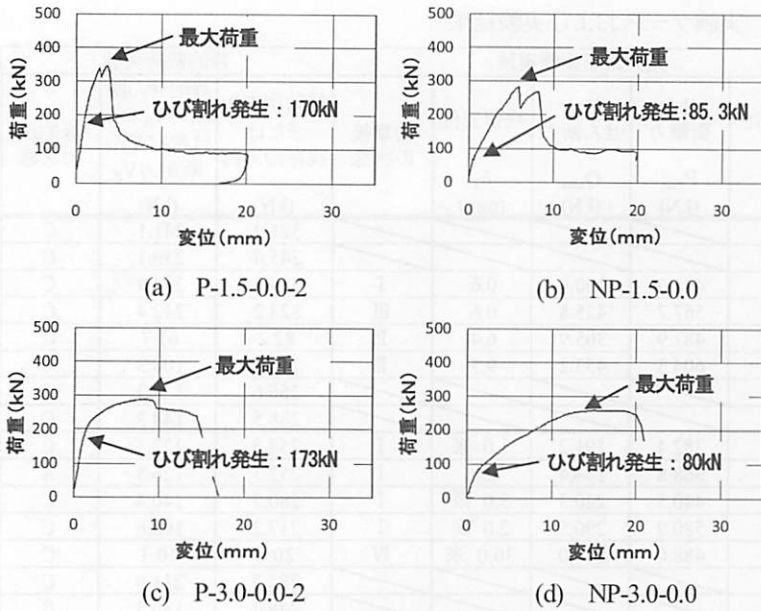 500
400
300
200
100
0
荷重(kN)
最大荷重
ひび割れ発生：170kN
0 10 20 30
変位(mm)
(a) P-1.5-0.0-2
500
400
300
200
100
0
荷重(kN)
最大荷重
ひび割れ発生:85.3kN
0 10 20 30
変位(mm)
(b) NP-1.5-0.0
500
400
300
200
100
0
荷重(kN)
最大荷重
ひび割れ発生：173kN
0 10 20 30
変位(mm)
(c) P-3.0-0.0-2
500
400
300
200
100
0
荷重(kN)
最大荷重
ひび割れ発生：80kN
0 10 20 30
変位(mm)
(d) NP-3.0-0.0